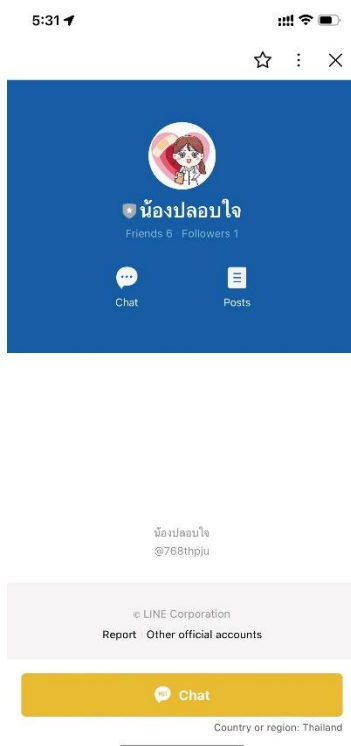 5:31
น้องปลอบใจ
Friends 6 Followers 1
Chat
Posts
น้องปลอบใจ
@768thpju
© LINE Corporation
Report Other official accounts
Chat
Country or region: Thailand